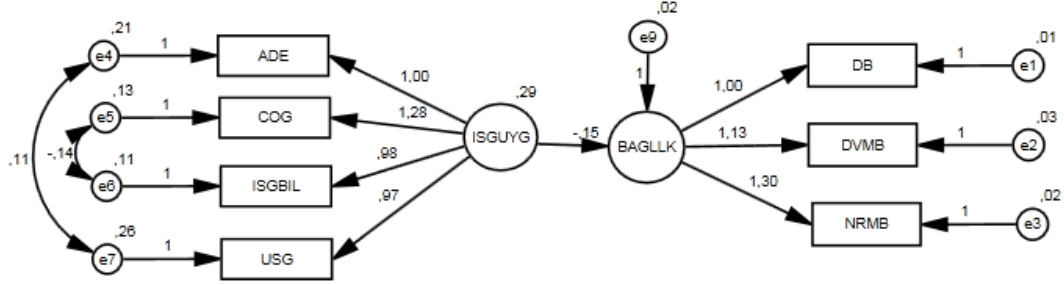 ,21
e4
1
ADE
,13
e5
1
COG
,11
e6
1
ISGBIL
,26
e7
1
USG
,11
-,14
1,00
1,28
,98
,97
ISGUYG
,29
-,15
,02
e9
1
BAGLLK
1,00
1,13
1,30
DB
1
,01
e1
DVMB
1
,03
e2
NRMB
1
,02
e3